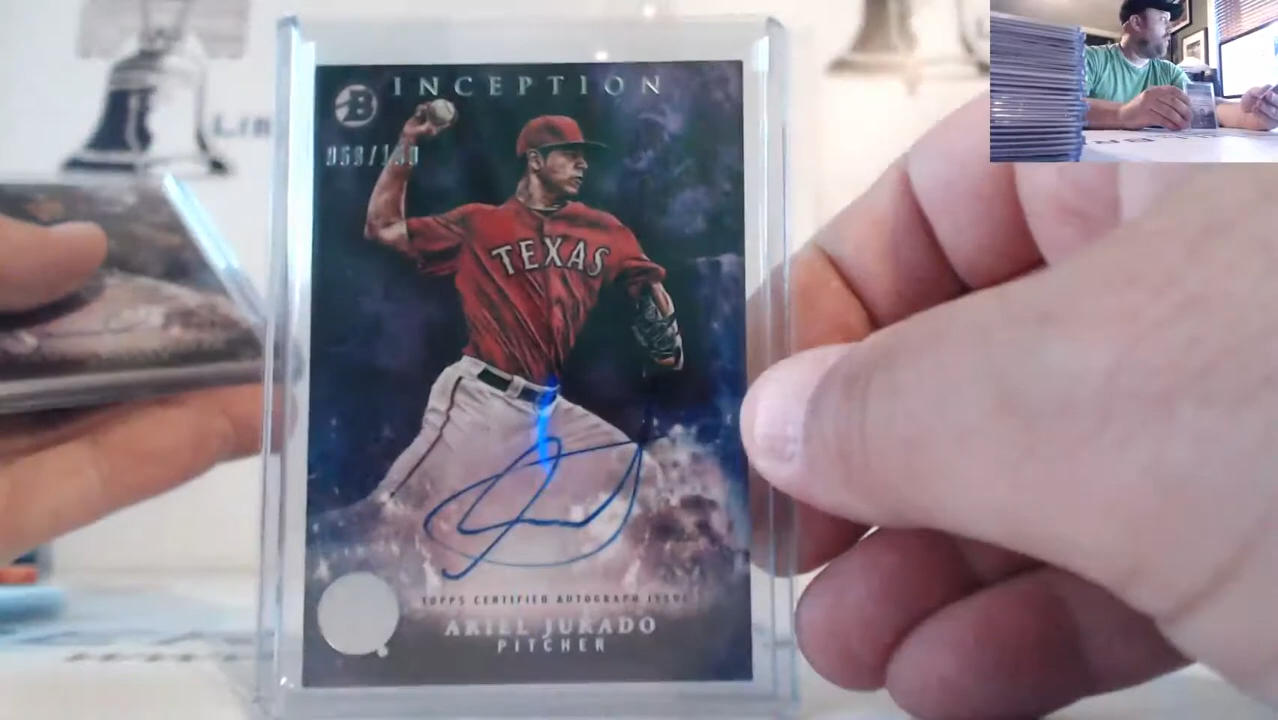 INCEPTION
B
TEXAS
TOPPS CERTIFIED AUTOGRAPH ISSUE
ARIEL JURADO
PITCHER